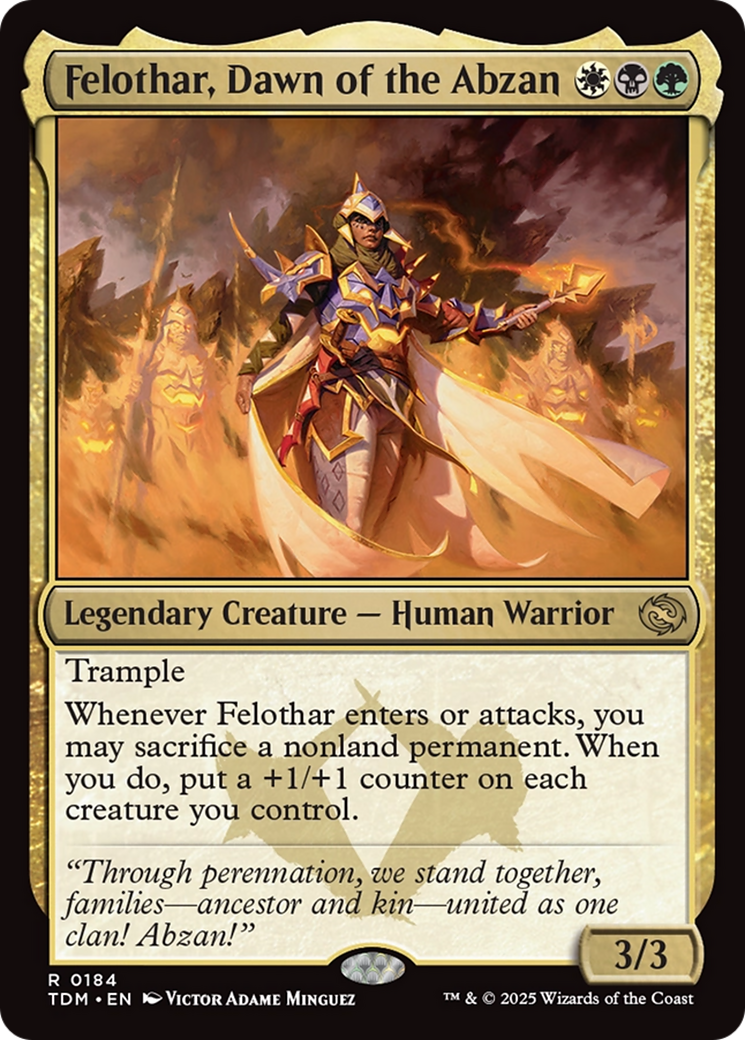 Felothar, Dawn of the Abzan
Legendary Creature — Human Warrior
Trample
Whenever Felothar enters or attacks, you
may sacrifice a nonland permanent. When
you do, put a +1/+1 counter on each
creature you control.
“Through perennation, we stand together,
families—ancestor and kin—united as one
clan! Abzan!”
3/3
R 0184
TDM • EN Victor Adame Minguez
™ & © 2025 Wizards of the Coast